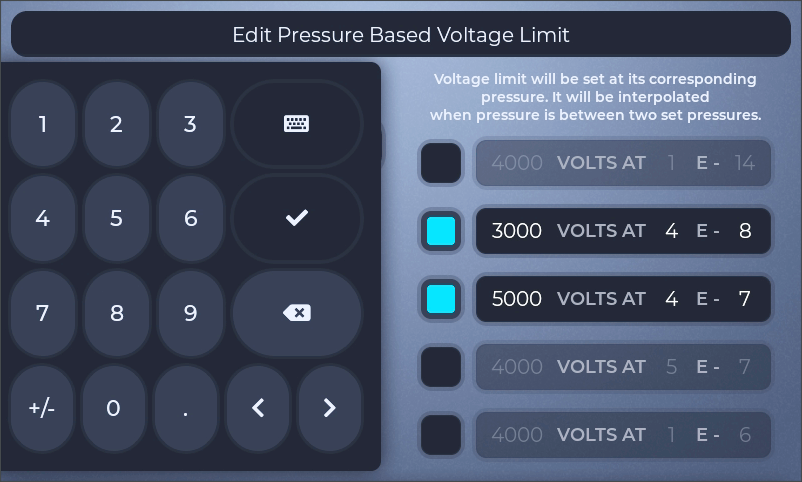 Edit Pressure Based Voltage Limit
Voltage limit will be set at its corresponding
pressure. It will be interpolated
when pressure is between two set pressures.
1 2 3
4 5 6
7 8 9
+/- 0 .
4000 VOLTS AT 1 E - 14
3000 VOLTS AT 4 E - 8
5000 VOLTS AT 4 E - 7
4000 VOLTS AT 5 E - 7
4000 VOLTS AT 1 E - 6